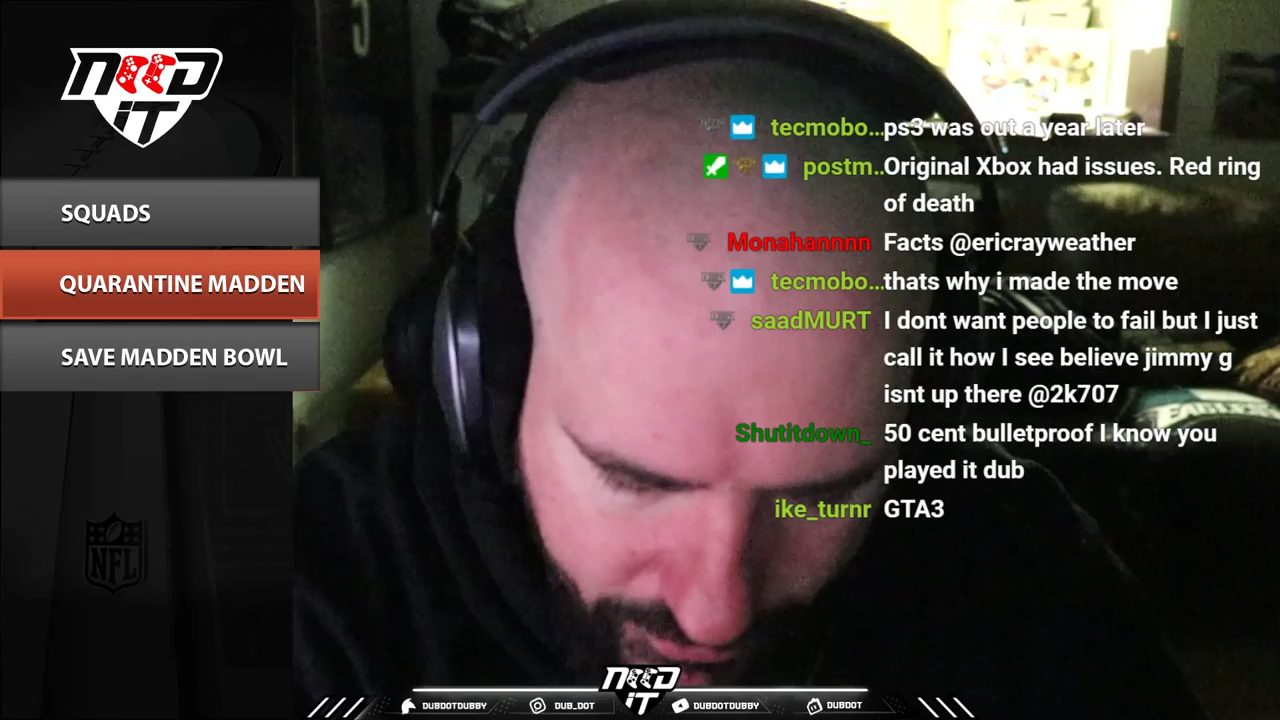 NEED IT
SQUADS
QUARANTINE MADDEN
SAVE MADDEN BOWL
NFL
tecmobo... ps3 was out a year later
postm.. Original Xbox had issues. Red ring
of death
Monahannnn Facts @ericrayweather
tecmobo... thats why i made the move
saadMURT I dont want people to fail but I just
call it how I see believe jimmy g
isnt up there @2k707
Shutitdown_ 50 cent bulletproof I know you
played it dub
ike_turnr GTA3
EAGLES
NEED IT
DUBDOTDUBBY DUB_DOT DUBDOTDUBBY DUBDOT